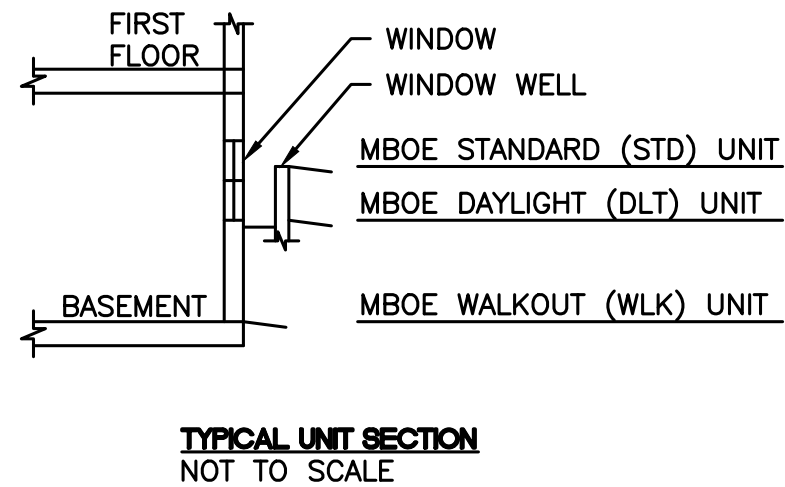 FIRST
FLOOR
WINDOW
WINDOW WELL
MBOE STANDARD (STD) UNIT
MBOE DAYLIGHT (DLT) UNIT
BASEMENT
MBOE WALKOUT (WLK) UNIT
TYPICAL UNIT SECTION
NOT TO SCALE